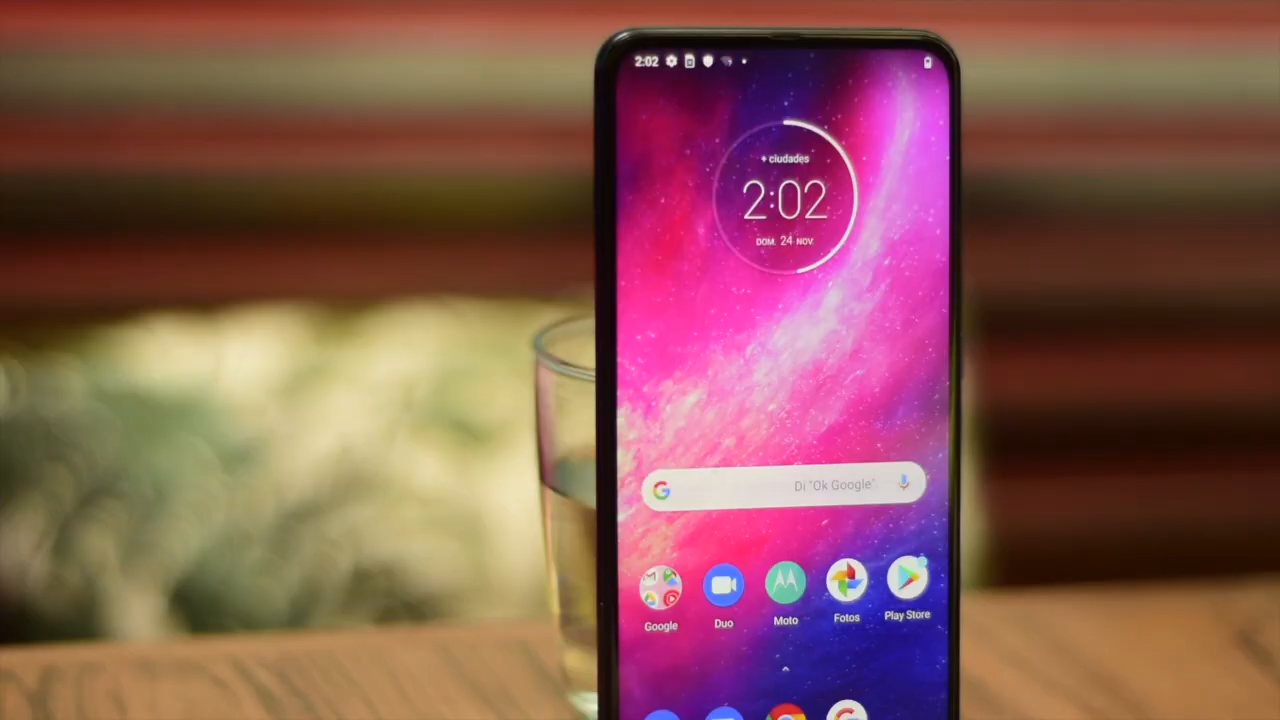 2:02
+ ciudades
2:02
DOM. 24 NOV.
Di "Ok Google"
Google
Duo
Moto
Fotos
Play Store